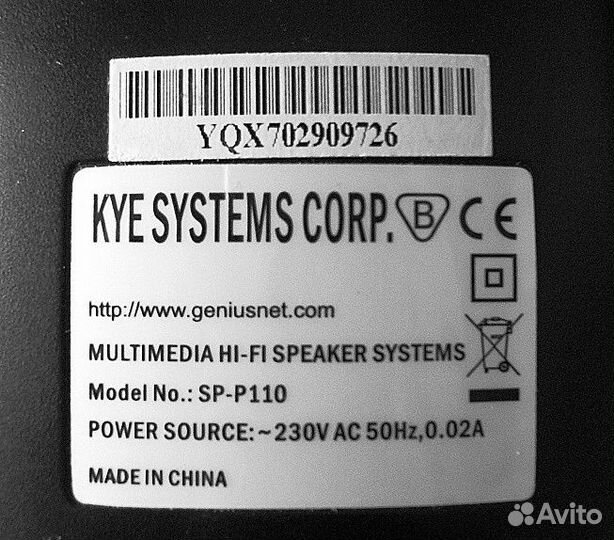 YQX702909726
KYE SYSTEMS CORP. B CE
http://www.geniusnet.com
MULTIMEDIA HI-FI SPEAKER SYSTEMS
Model No.: SP-P110
POWER SOURCE:~230V AC 50Hz,0.02A
MADE IN CHINA
Avito